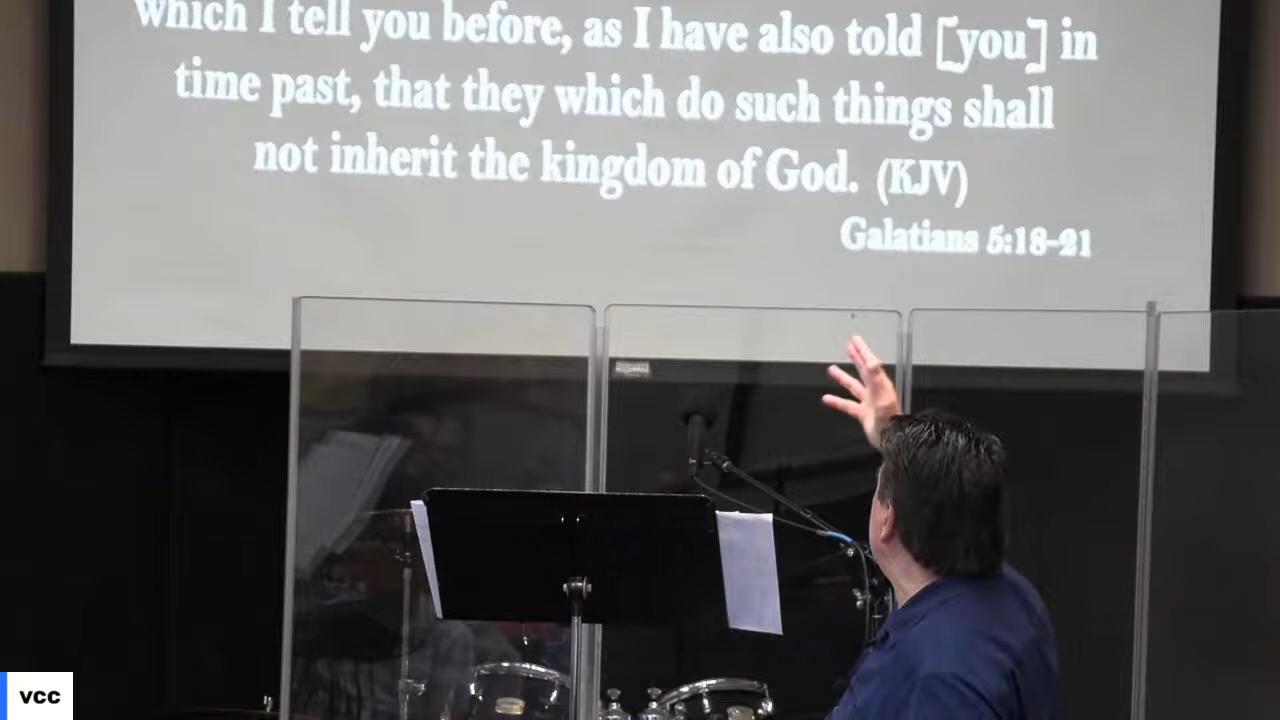 which I tell you before, as I have also told [you] in
time past, that they which do such things shall
not inherit the kingdom of God. (KJV)
Galatians 5:18-21
vcc